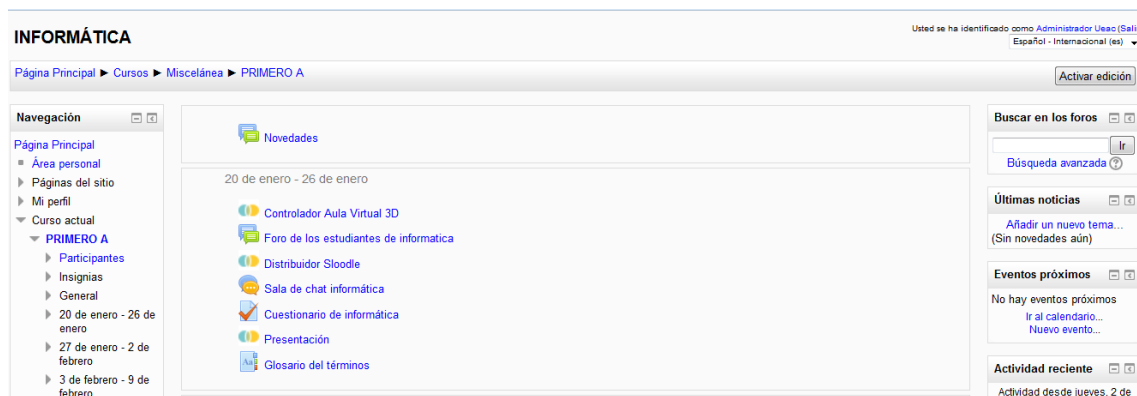 INFORMÁTICA
Usted se ha identificado como Administrador Ueac (Sali
Español - Internacional (es)
Página Principal ► Cursos ► Miscelánea ► PRIMERO A
Activar edición
Navegación
Página Principal
Área personal
Páginas del sitio
Mi perfil
Curso actual
PRIMERO A
Participantes
Insignias
General
20 de enero - 26 de
enero
27 de enero - 2 de
febrero
3 de febrero - 9 de
febrero
Novedades
20 de enero - 26 de enero
Controlador Aula Virtual 3D
Foro de los estudiantes de informatica
Distribuidor Sloodle
Sala de chat informática
Cuestionario de informática
Presentación
Glosario del términos
Buscar en los foros
Ir
Búsqueda avanzada
Últimas noticias
Añadir un nuevo tema...
(Sin novedades aún)
Eventos próximos
No hay eventos próximos
Ir al calendario...
Nuevo evento...
Actividad reciente
Actividad desde jueves, 2 de